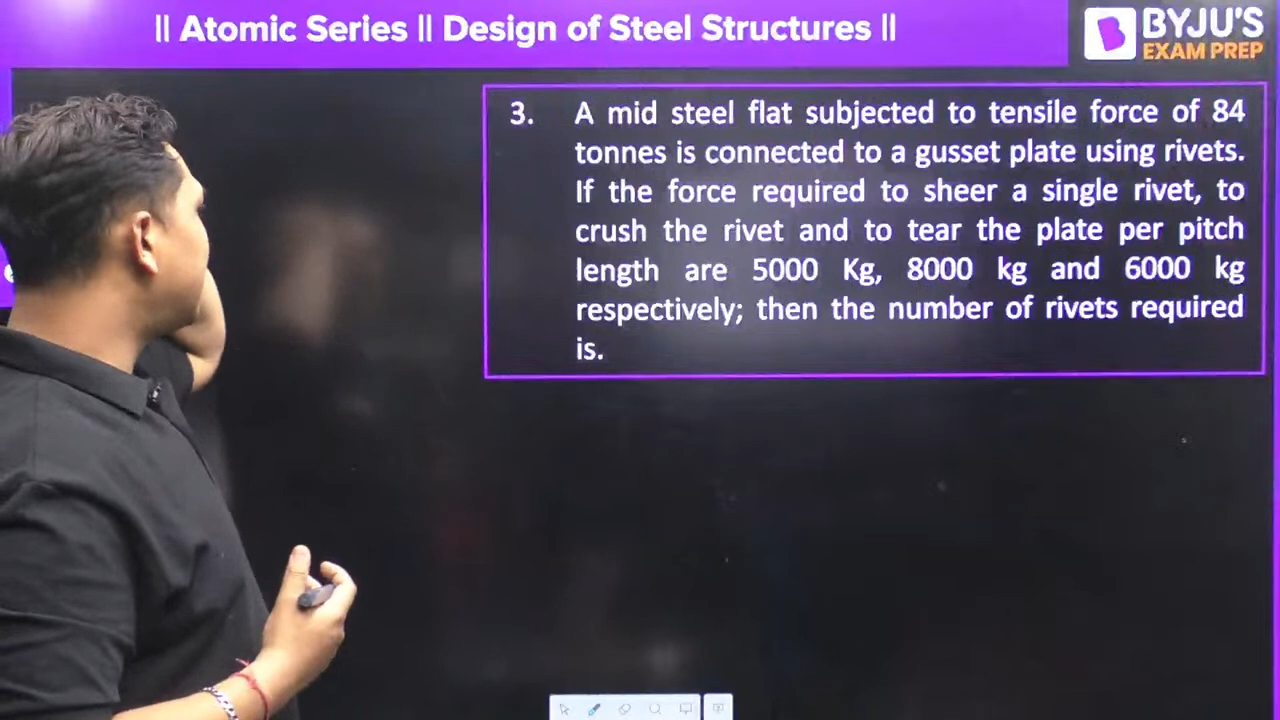 || Atomic Series || Design of Steel Structures ||
BYJU'S
EXAM PREP
3. A mid steel flat subjected to tensile force of 84
tonnes is connected to a gusset plate using rivets.
If the force required to sheer a single rivet, to
crush the rivet and to tear the plate per pitch
length are 5000 Kg, 8000 kg and 6000 kg
respectively; then the number of rivets required
is.